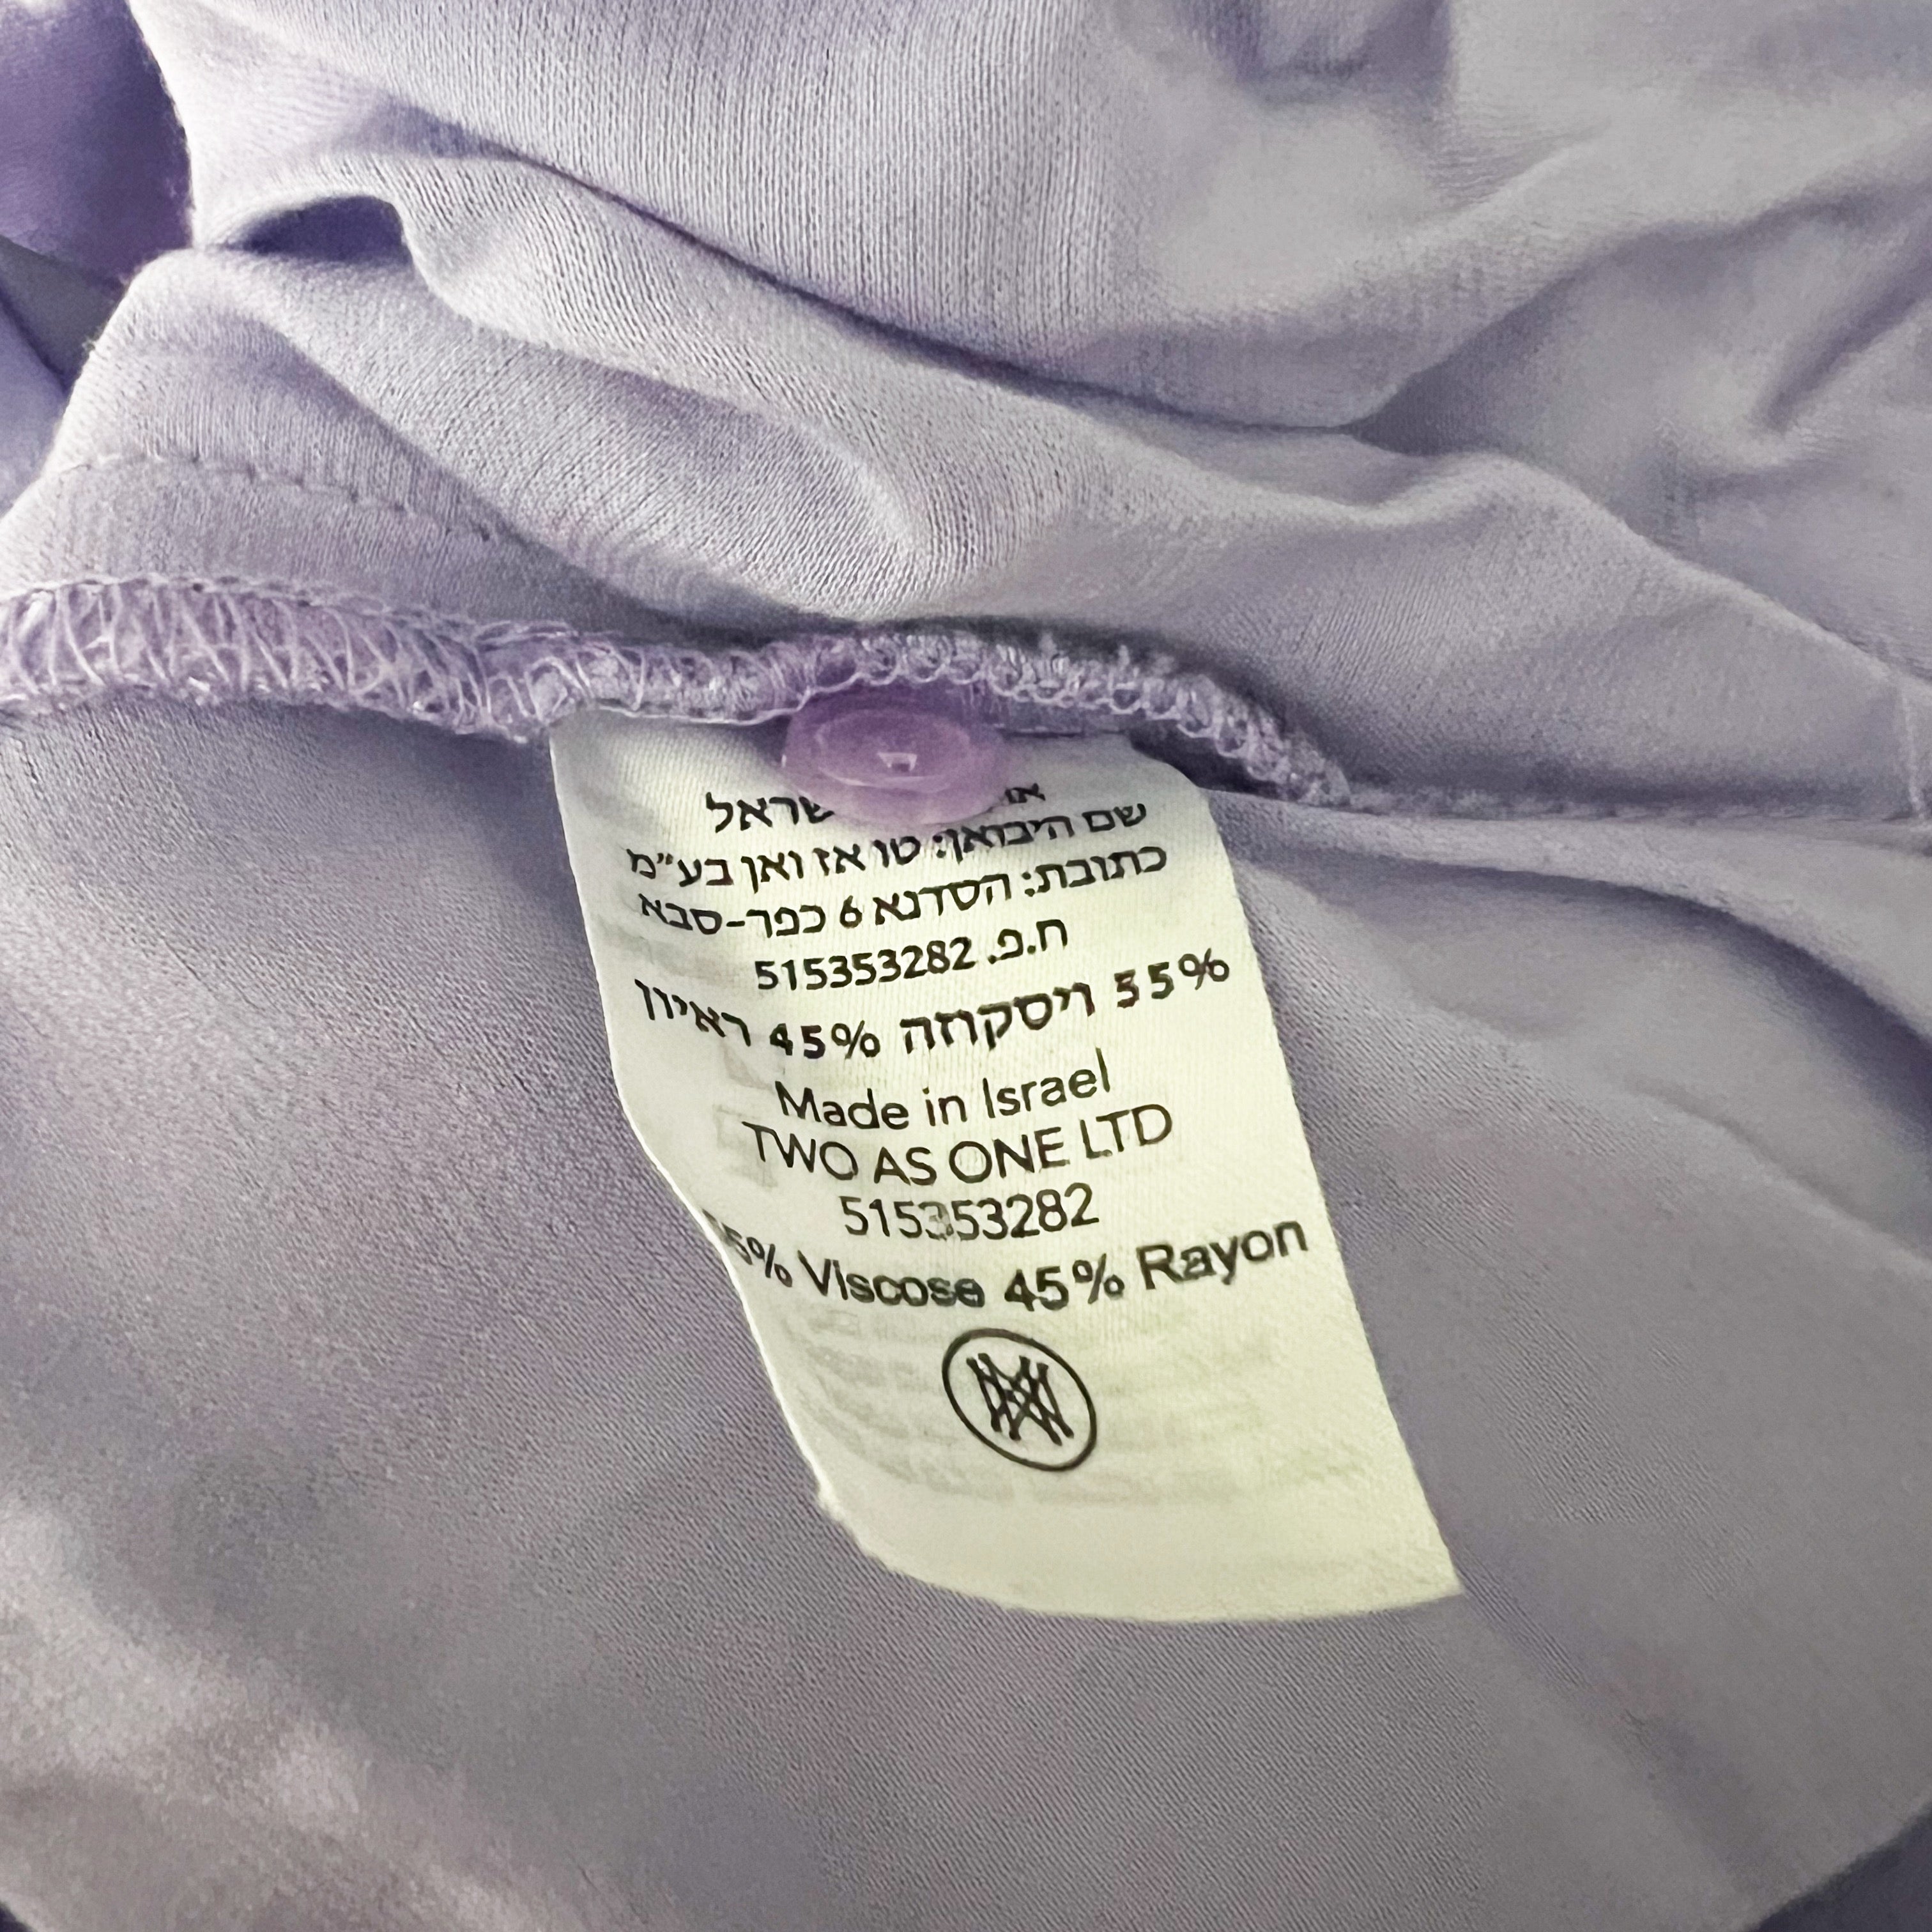 שם היבואן: טו אז ואן בע"מ
כתובת: הסדנא 6 כפר-סבא
ח.פ. 515353282
55% ויסקוזה 45% ראיון
Made in Israel
TWO AS ONE LTD
515353282
45% Rayon Viscose